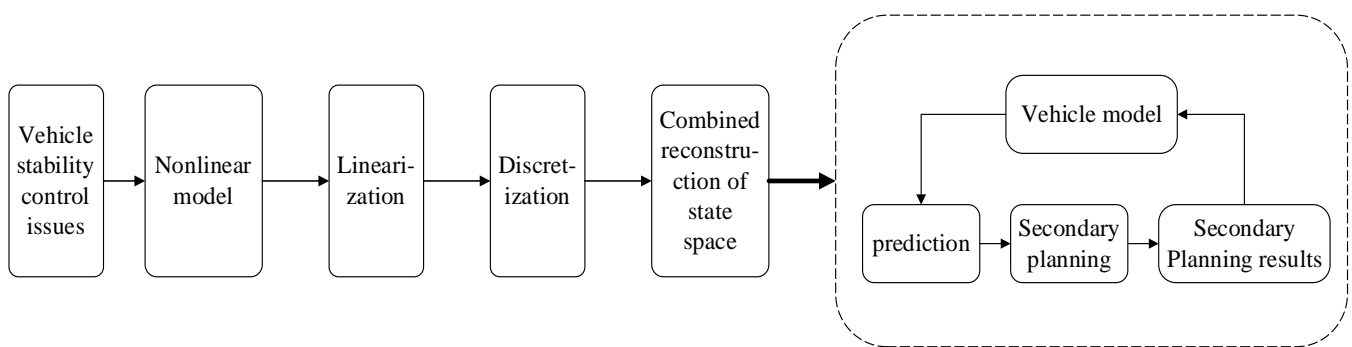 Vehicle
stability
control
issues
Nonlinear
model
Lineari-
zation
Discret-
ization
Combined
reconstru-
ction of
state
space
Vehicle model
prediction
Secondary
planning
Secondary
Planning results